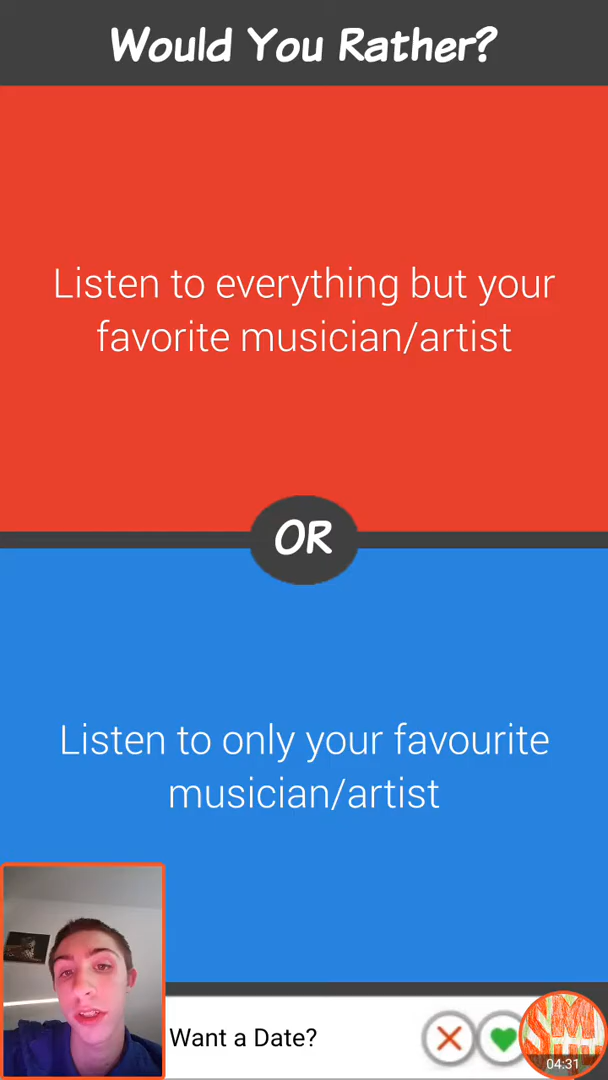 Would You Rather?
Listen to everything but your
favorite musician/artist
OR
Listen to only your favourite
musician/artist
Want a Date?
SM
04:31